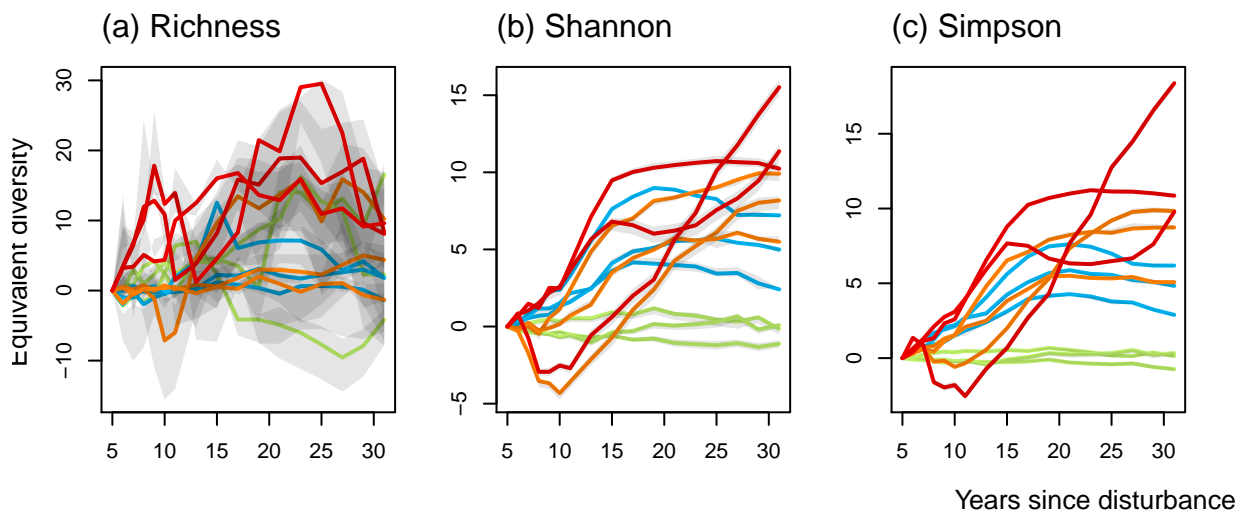 (a) Richness
(b) Shannon
(c) Simpson
Equivalent diversity
30
20
10
0
−10
5 10 15 20 25 30
15
10
5
0
−5
5 10 15 20 25 30
15
10
5
0
5 10 15 20 25 30
Years since disturbance